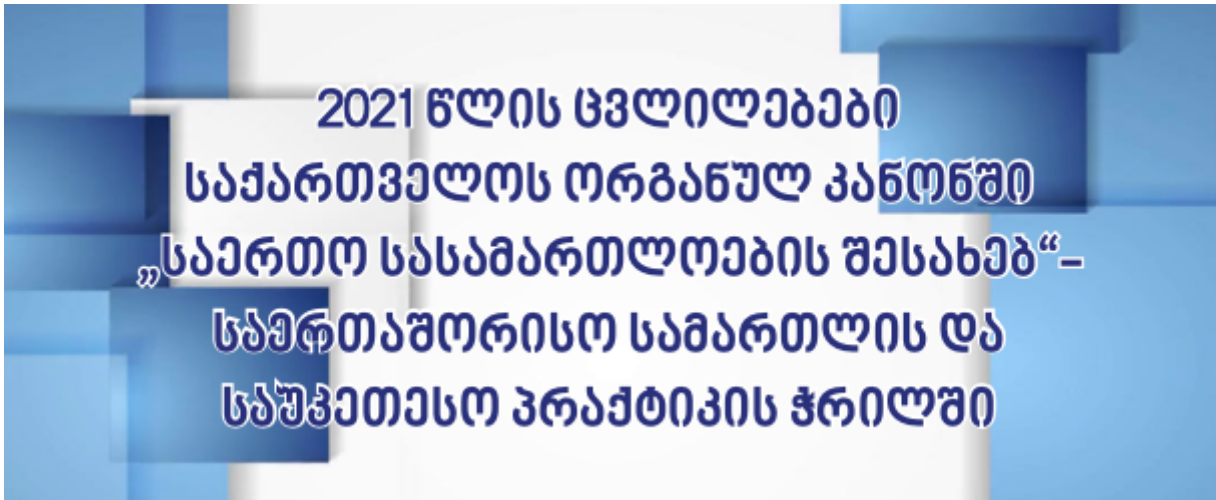 2021 წლის ცვლილებები
საქართველოს ორგანულ კანონში
„საერთო სასამართლოების შესახებ“–
საერთაშორისო სამართლის და
საუკეთესო პრაქტიკის ჭრილში